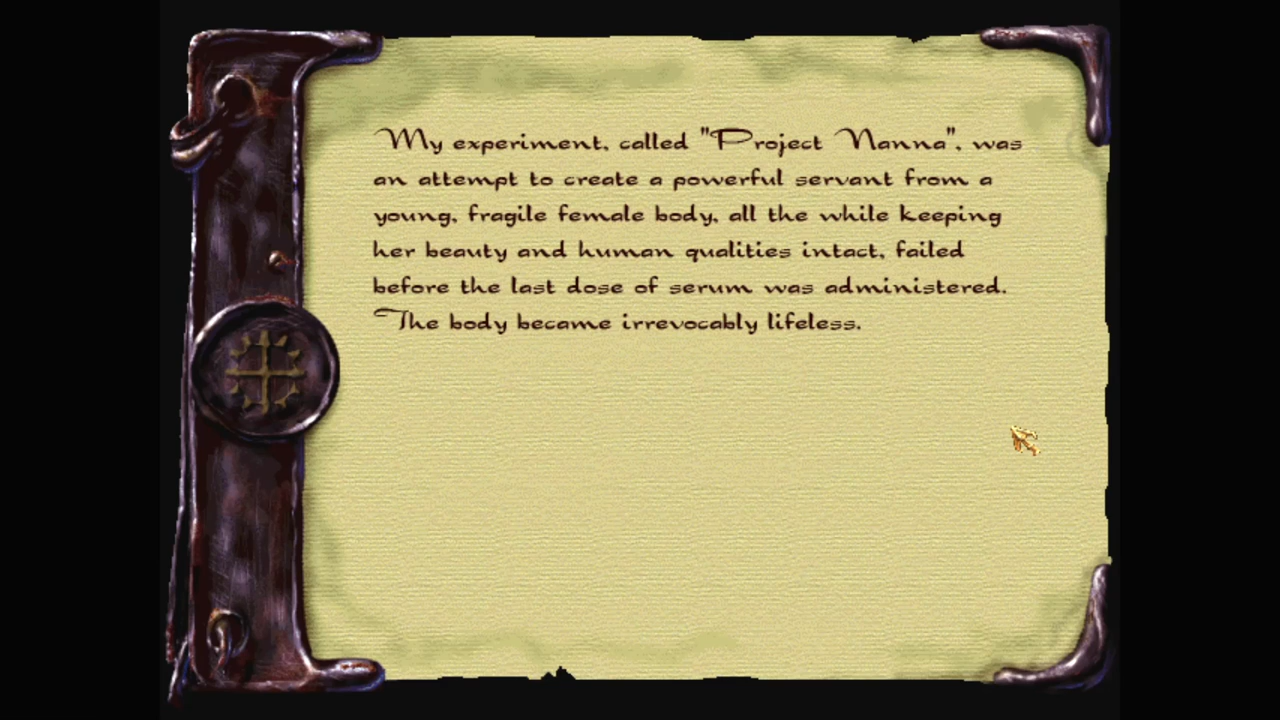 My experiment, called "Project Nanna", was
an attempt to create a powerful servant from a
young, fragile female body, all the while keeping
her beauty and human qualities intact, failed
before the last dose of serum was administered.
The body became irrevocably lifeless.